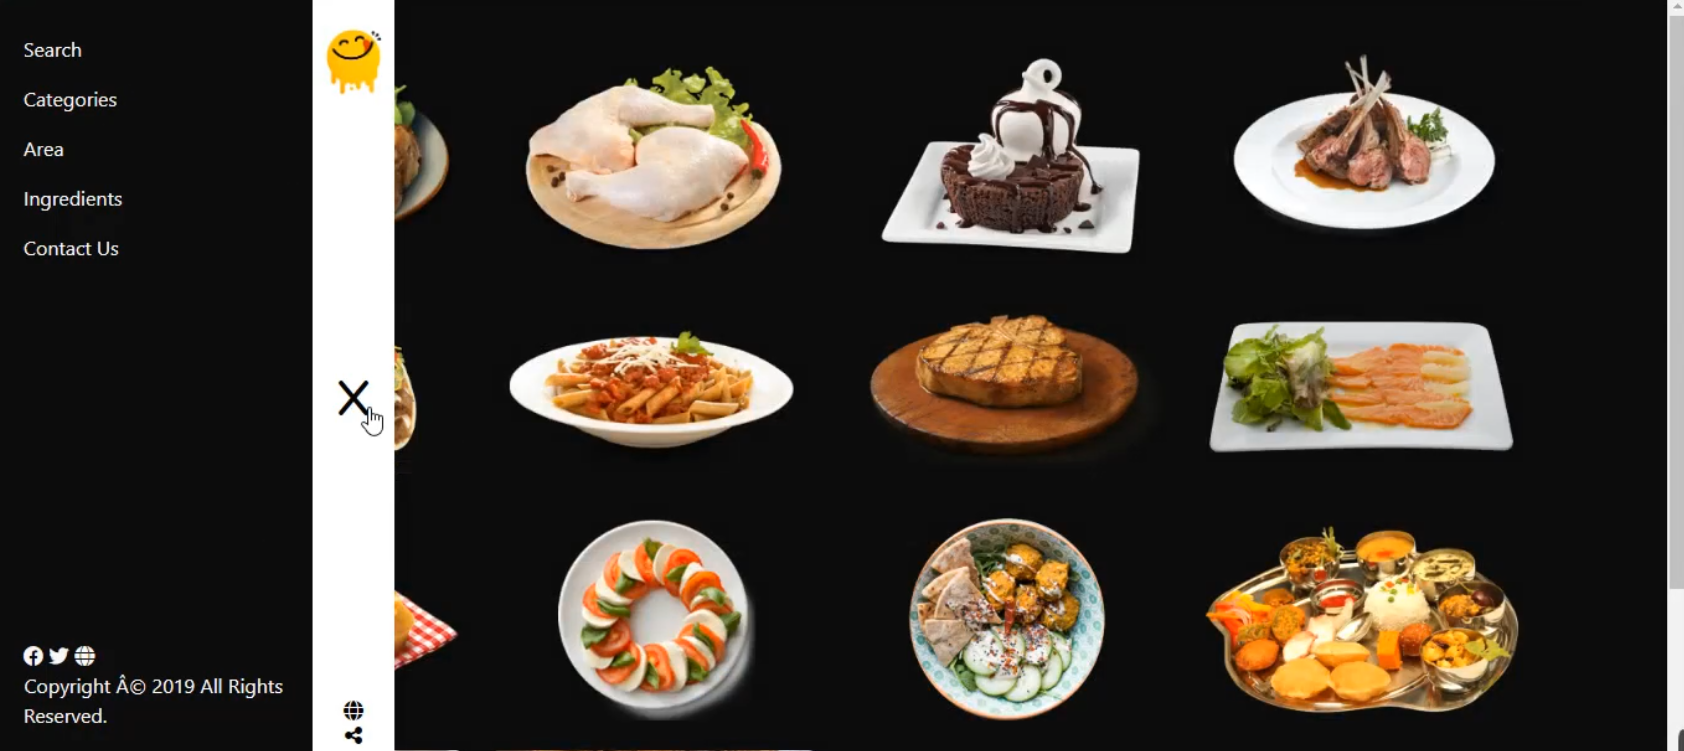 Search
Categories
Area
Ingredients
Contact Us
Copyright Â© 2019 All Rights
Reserved.